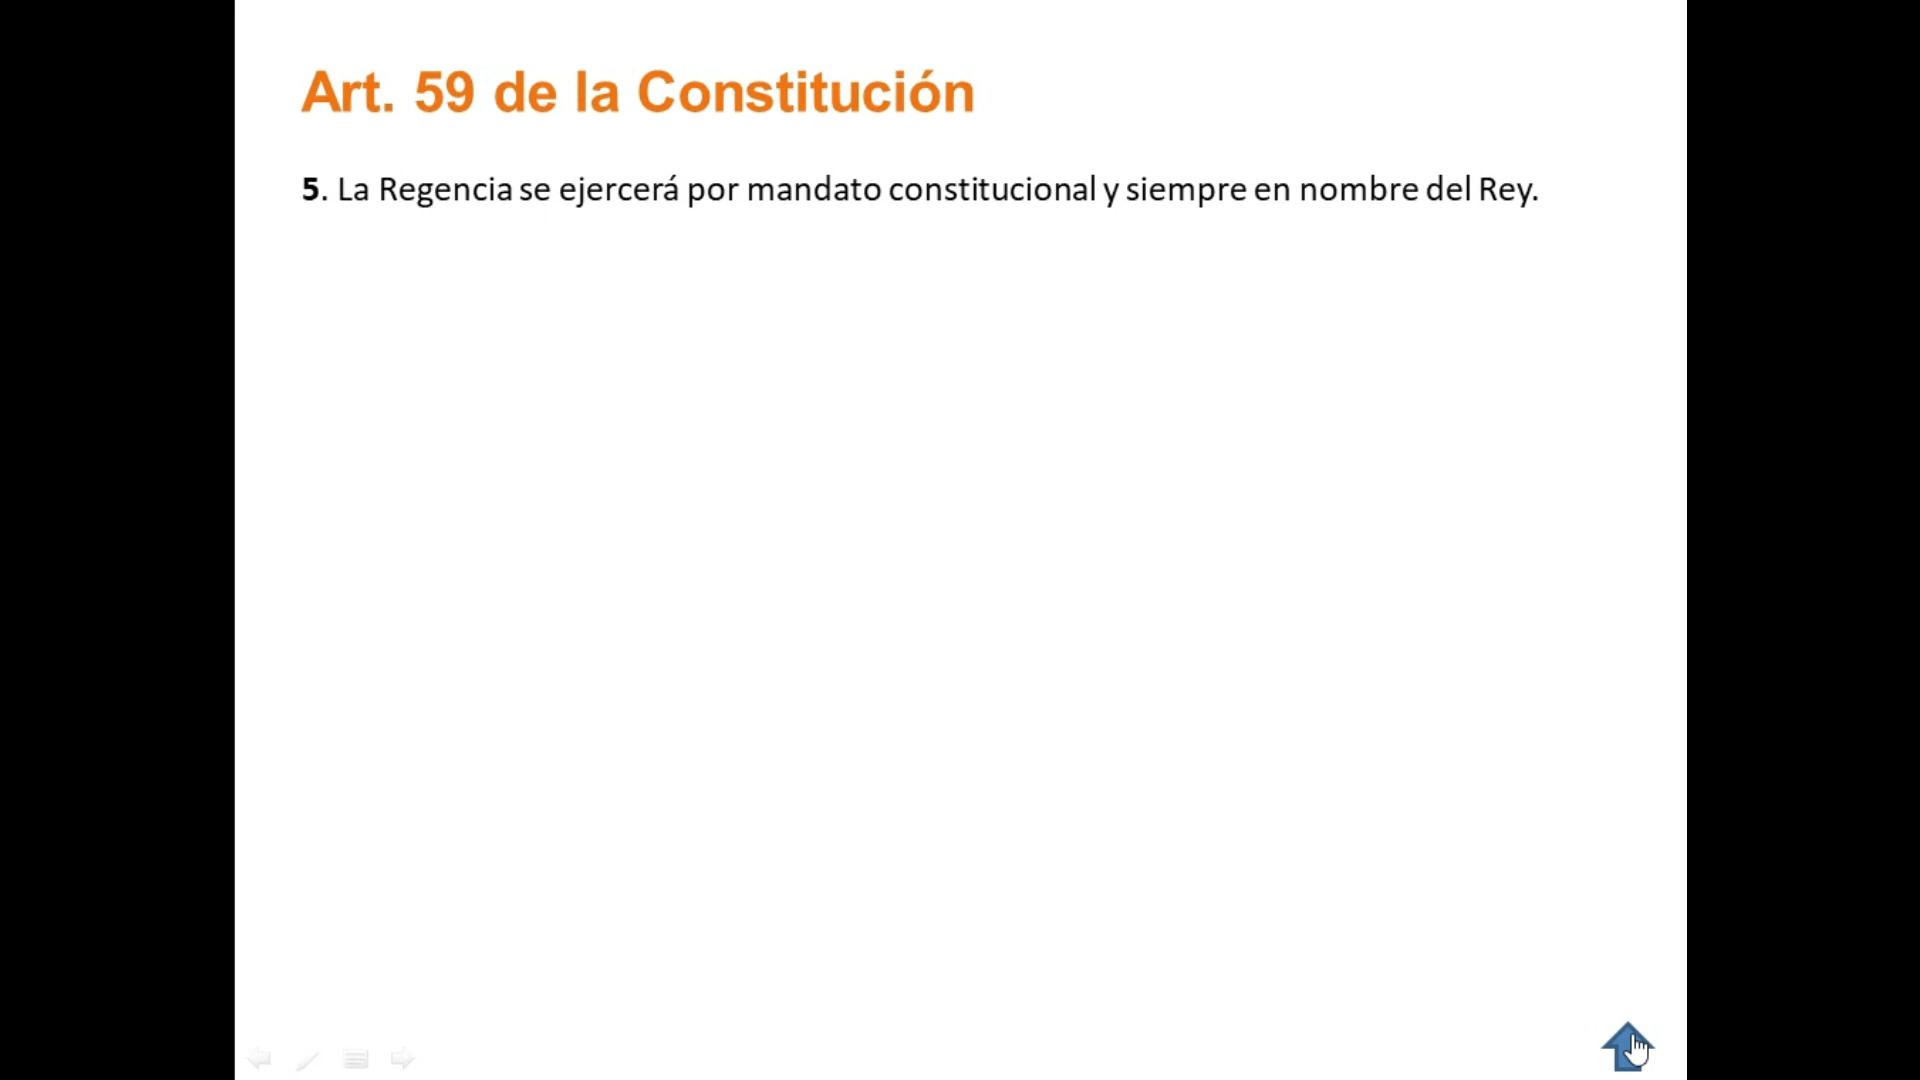 Art. 59 de la Constitución
5. La Regencia se ejercerá por mandato constitucional y siempre en nombre del Rey.